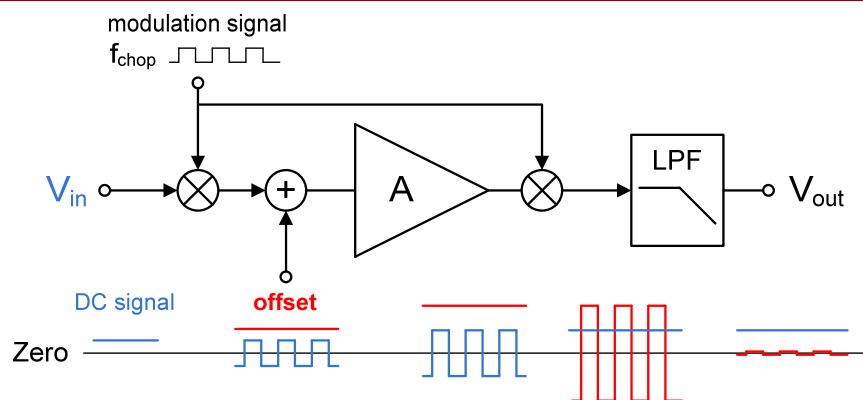 modulation signal
fchop
Vin
+
A
LPF
Vout
DC signal
offset
Zero